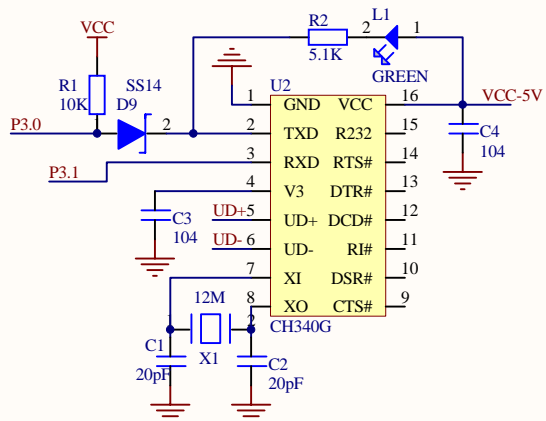 VCC
R2
L1
5.1K
2
1
GREEN
R1
10K
SS14
D9
U2
P3.0
1
2
P3.1
VCC-5V
C4
104
1 GND VCC 16
2 TXD R232 15
3 RXD RTS# 14
4 V3 DTR# 13
UD+ 5 UD+ DCD# 12
UD- 6 UD- RI# 11
7 XI DSR# 10
8 XO CTS# 9
CH340G
C3
104
12M
1
2
X1
C1
20pF
C2
20pF